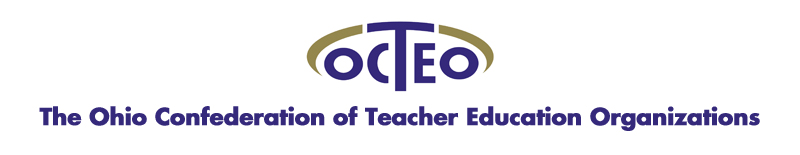 OCTEO
The Ohio Confederation of Teacher Education Organizations